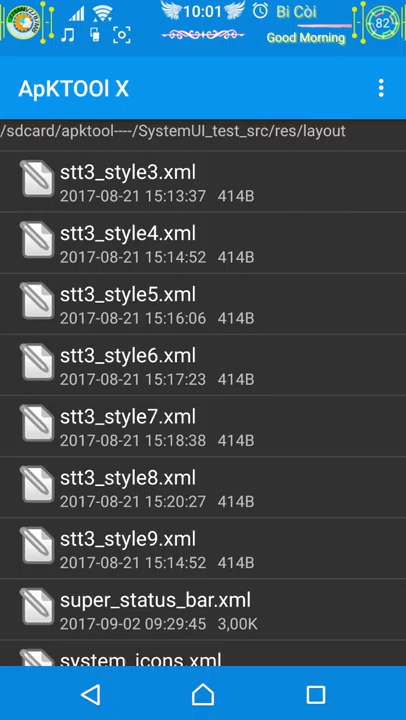 10:01
Bi Còi
Good Morning
82
ApKTOOl X
/sdcard/apktool----/SystemUI_test_src/res/layout
stt3_style3.xml
2017-08-21 15:13:37 414B
stt3_style4.xml
2017-08-21 15:14:52 414B
stt3_style5.xml
2017-08-21 15:16:06 414B
stt3_style6.xml
2017-08-21 15:17:23 414B
stt3_style7.xml
2017-08-21 15:18:38 414B
stt3_style8.xml
2017-08-21 15:20:27 414B
stt3_style9.xml
2017-08-21 15:14:52 414B
super_status_bar.xml
2017-09-02 09:29:45 3,00K
system_icons.xml